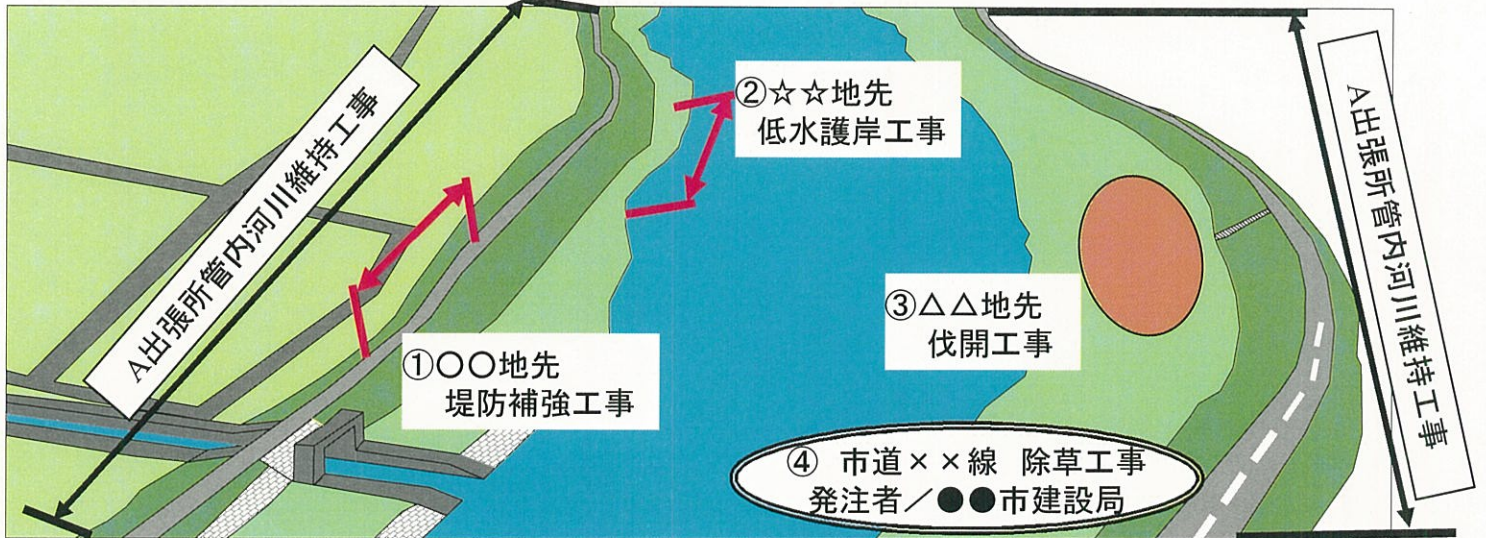 A出張所管内河川維持工事
②☆☆地先
低水護岸工事
A出張所管内河川維持工事
③△△地先
伐開工事
①〇〇地先
堤防補強工事
④ 市道××線 除草工事
発注者／●●市建設局